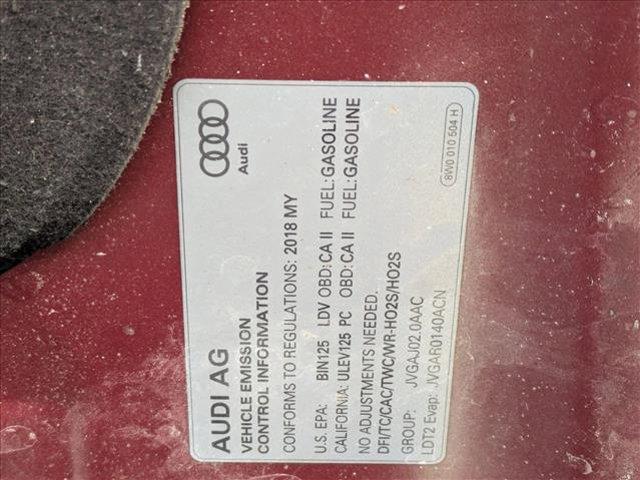 AUDI AG
Audi
VEHICLE EMISSION
CONTROL INFORMATION
CONFORMS TO REGULATIONS: 2018 MY
U.S. EPA: BIN125 LDV OBD: CA II FUEL: GASOLINE
CALIFORNIA: ULEV125 PC OBD: CA II FUEL: GASOLINE
NO ADJUSTMENTS NEEDED.
DFI/TC/CAC/TWC/WR-HO2S/HO2S
GROUP: JVGAJ02.0AAC
LDT2 Evap: JVGAR0140ACN
8W0 010 504 H